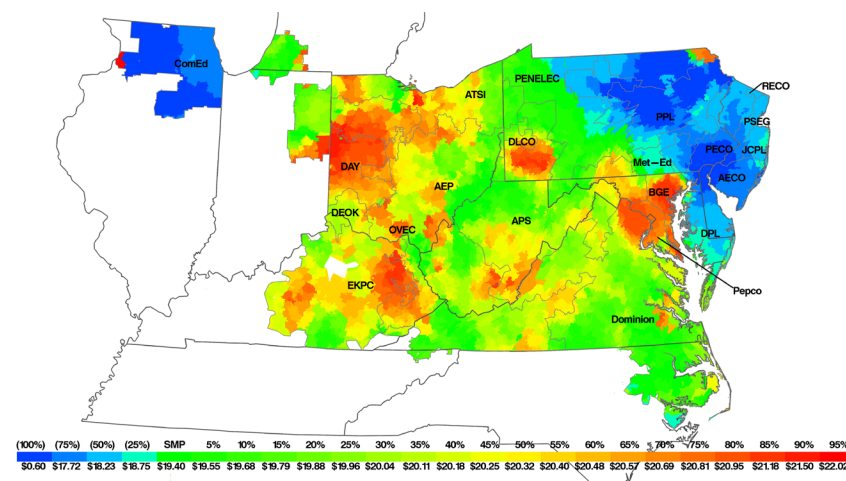 ComEd
ATSI
PENELEC
RECO
PPL
PSEG
DLCO
PECO
JCPL
Met-Ed
DAY
AECO
AEP
BGE
DEOK
APS
OVEC
DPL
EKPC
Pepco
Dominion
(100%) (75%) (50%) (25%) SMP 5% 10% 15% 20% 25% 30% 35% 40% 45% 50% 55% 60% 65% 70% 75% 80% 85% 90% 95%
$0.60 $17.72 $18.23 $18.75 $19.40 $19.55 $19.68 $19.79 $19.88 $19.96 $20.04 $20.11 $20.18 $20.25 $20.32 $20.40 $20.48 $20.57 $20.69 $20.81 $20.95 $21.18 $21.50 $22.02